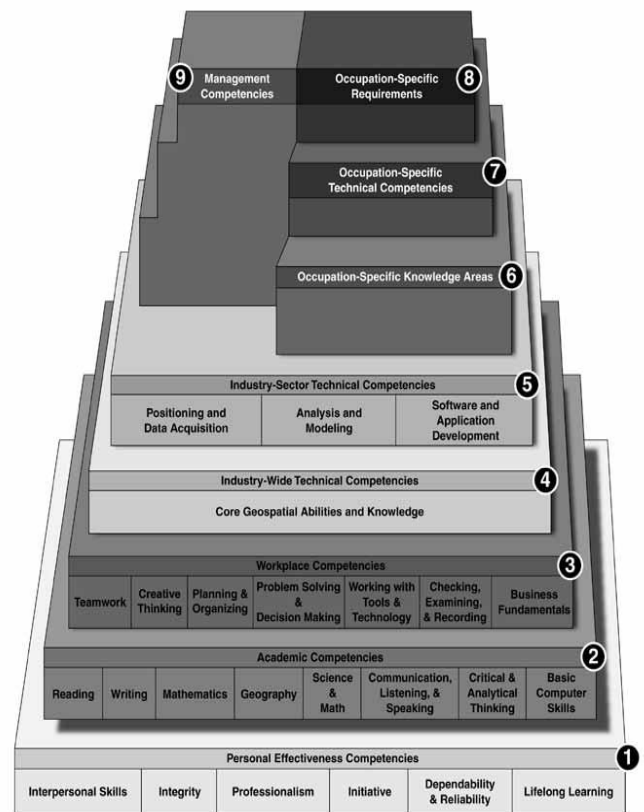 9
Management
Competencies
Occupation-Specific
Requirements
8
Occupation-Specific
Technical Competencies
7
Occupation-Specific Knowledge Areas
6
Industry-Sector Technical Competencies
5
Positioning and
Data Acquisition
Analysis and
Modeling
Software and
Application
Development
Industry-Wide Technical Competencies
4
Core Geospatial Abilities and Knowledge
Workplace Competencies
3
Teamwork
Creative
Thinking
Planning &
Organizing
Problem Solving
&
Decision Making
Working with
Tools &
Technology
Checking,
Examining,
& Recording
Business
Fundamentals
Academic Competencies
2
Reading
Writing
Mathematics
Geography
Science
&
Math
Communication,
Listening, &
Speaking
Critical &
Analytical
Thinking
Basic
Computer
Skills
Personal Effectiveness Competencies
1
Interpersonal Skills
Integrity
Professionalism
Initiative
Dependability
& Reliability
Lifelong Learning